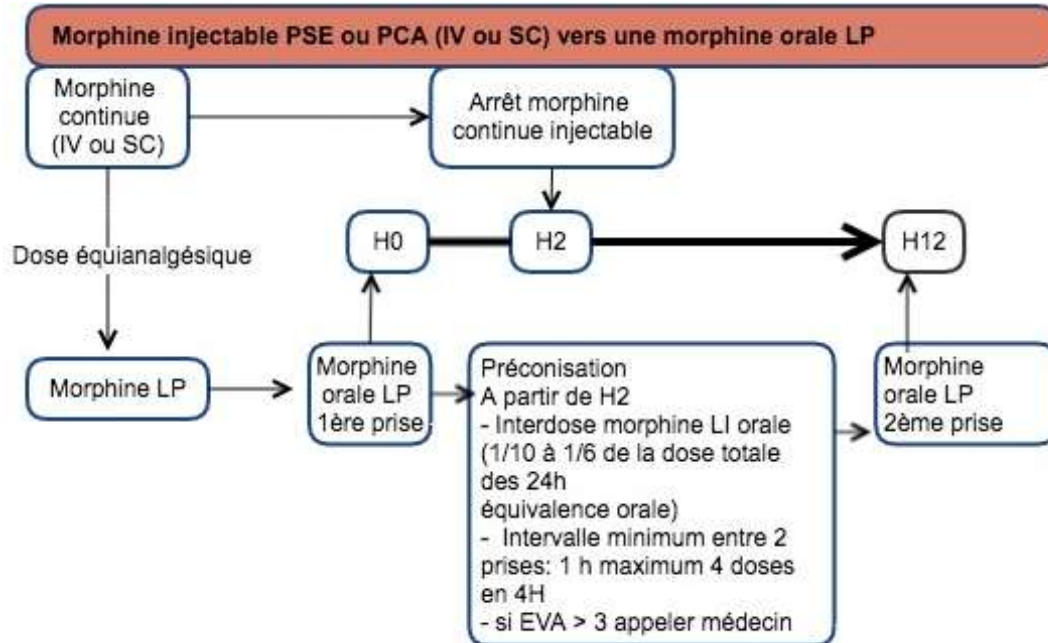 Morphine injectable PSE ou PCA (IV ou SC) vers une morphine orale LP
Morphine
continue
(IV ou SC)
Arrêt morphine
continue injectable
H0
H2
H12
Dose équianalgésique
Morphine LP
Morphine
orale LP
1ère prise
Préconisation
A partir de H2
- Interdose morphine LI orale
(1/10 à 1/6 de la dose totale
des 24h
équivalence orale)
- Intervalle minimum entre 2
prises: 1 h maximum 4 doses
en 4H
- si EVA > 3 appeler médecin
Morphine
orale LP
2ème prise